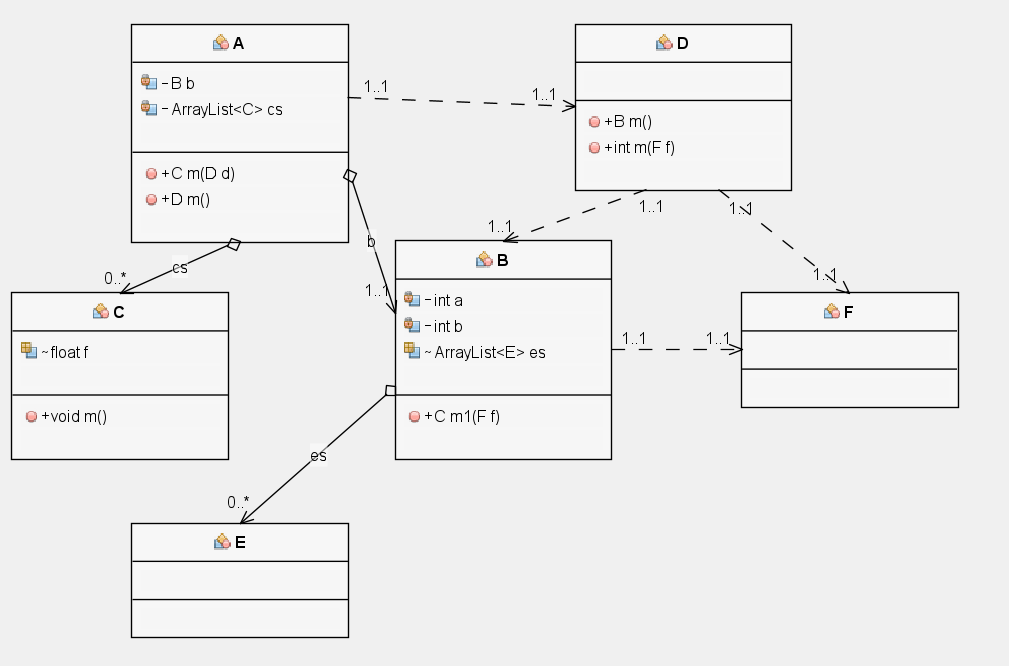 A
-B b
-ArrayList<C> cs
+C m(D d)
+D m()
1..1
1..1
D
+B m()
+int m(F f)
1..1
1..1
1..1
1..1
b
1..1
cs
0..*
C
~float f
+void m()
B
-int a
-int b
~ArrayList<E> es
+C m1(F f)
1..1
1..1
F
es
0..*
E